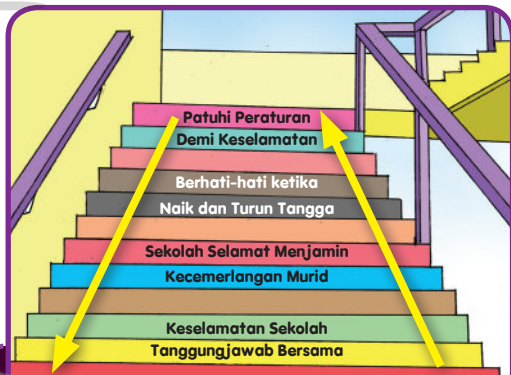 Patuhi Peraturan
Demi Keselamatan
Berhati-hati ketika
Naik dan Turun Tangga
Sekolah Selamat Menjamin
Kecemerlangan Murid
Keselamatan Sekolah
Tanggungjawab Bersama